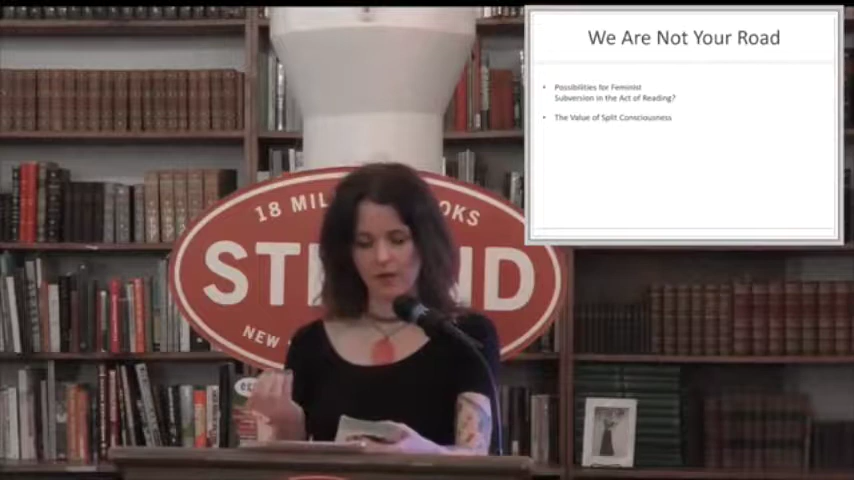 We Are Not Your Road
• Possibilities for Feminist
Subversion in the Act of Reading?
• The Value of Split Consciousness
18 MIL OKS
ST ND
NEW